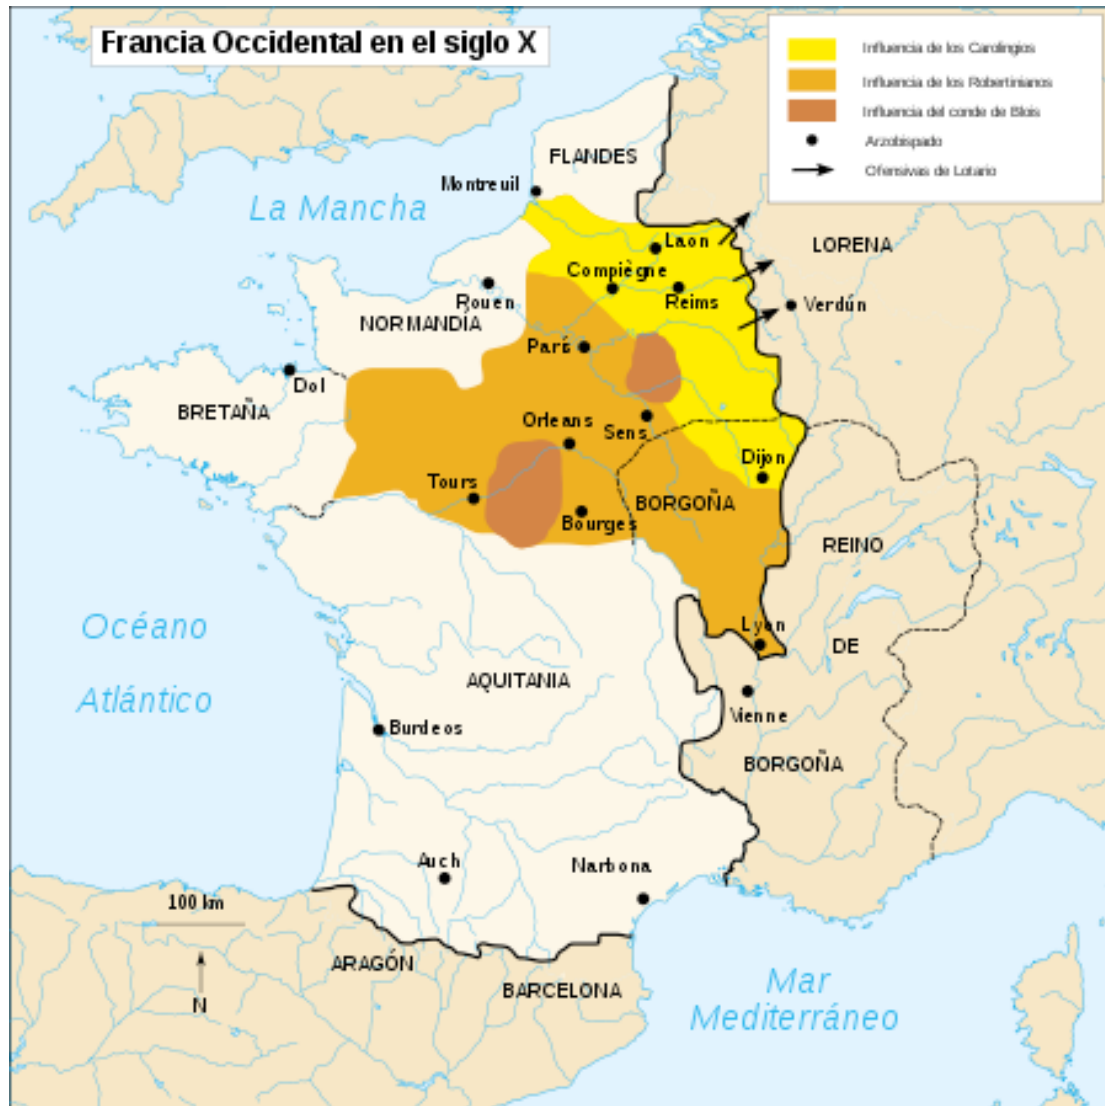 Francia Occidental en el siglo X
Influencia de los Carolingios
Influencia de los Robertinianos
Influencia del conde de Blois
Arzobispado
Ofensivas de Lotario
FLANDES
Montreuil
La Mancha
Laon
LORENA
Compiègne
Reims
Rouen
Verdún
NORMANDÍA
París
Dol
BRETAÑA
Orleans
Sens
Dijon
Tours
BORGOÑA
Bourges
REINO
Océano
Atlántico
Lyon
DE
AQUITANIA
Vienne
Burdeos
BORGOÑA
Auch
Narbona
100 km
ARAGÓN
BARCELONA
N
Mar
Mediterráneo